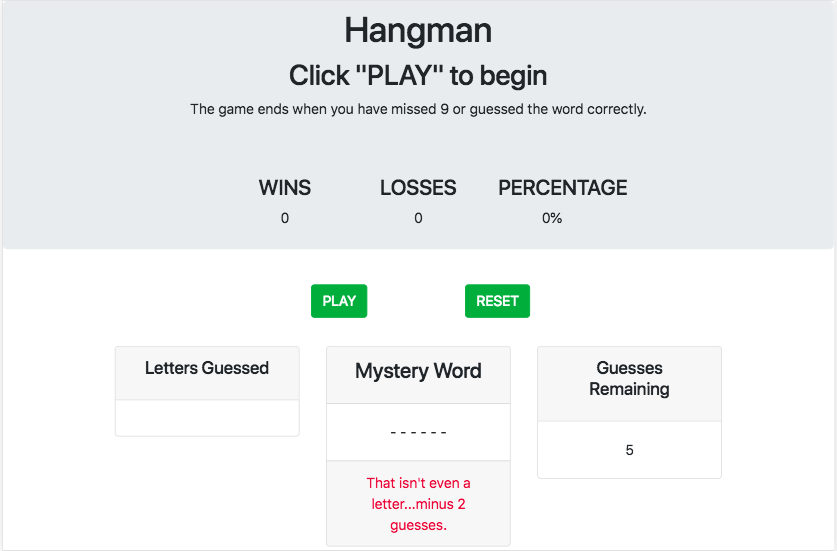 Hangman
Click "PLAY" to begin
The game ends when you have missed 9 or guessed the word correctly.
WINS LOSSES PERCENTAGE
0 0 0%
PLAY RESET
Letters Guessed
Mystery Word
- - - - - -
That isn't even a
letter...minus 2
guesses.
Guesses
Remaining
5